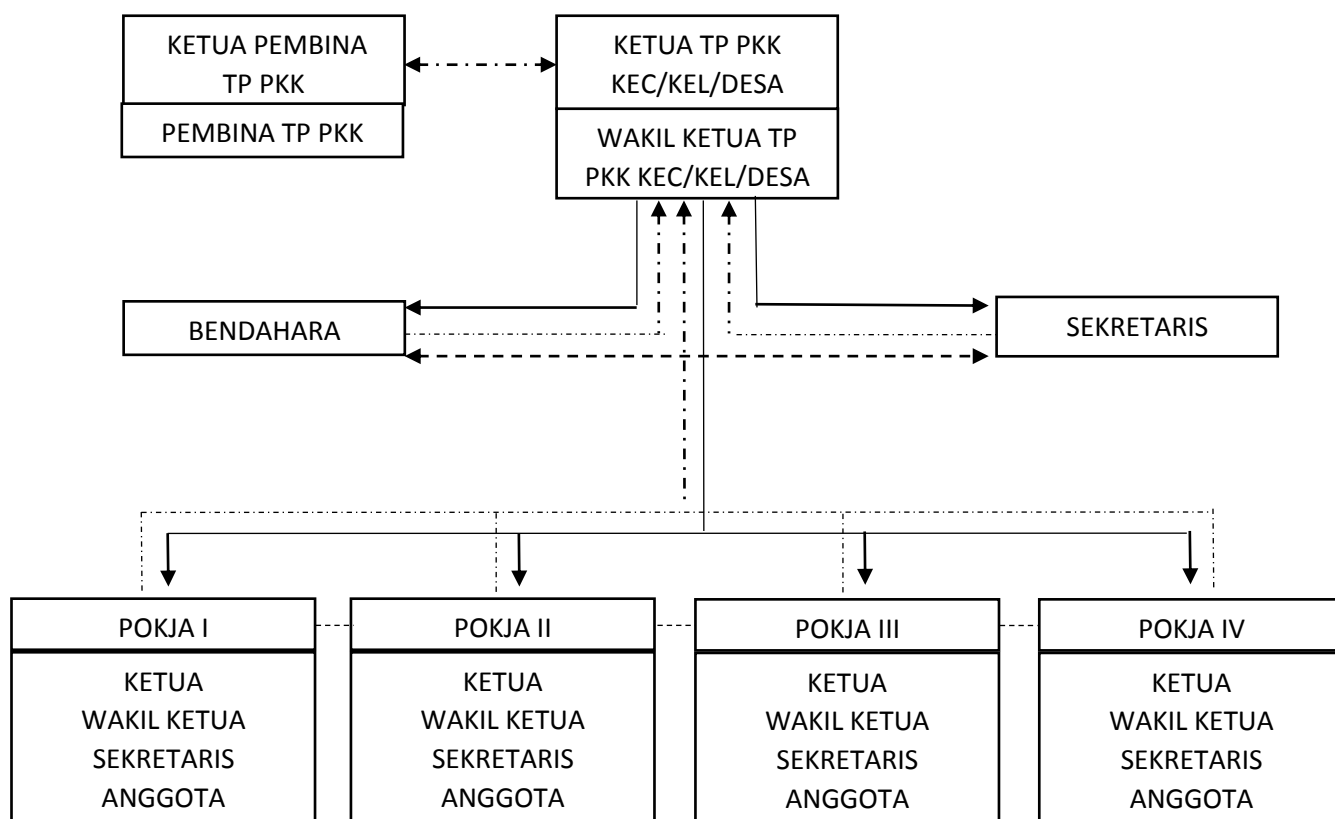 KETUA PEMBINA
TP PKK
PEMBINA TP PKK
KETUA TP PKK
KEC/KEL/DESA
WAKIL KETUA TP
PKK KEC/KEL/DESA
BENDAHARA
SEKRETARIS
POKJA I
KETUA
WAKIL KETUA
SEKRETARIS
ANGGOTA
POKJA II
KETUA
WAKIL KETUA
SEKRETARIS
ANGGOTA
POKJA III
KETUA
WAKIL KETUA
SEKRETARIS
ANGGOTA
POKJA IV
KETUA
WAKIL KETUA
SEKRETARIS
ANGGOTA